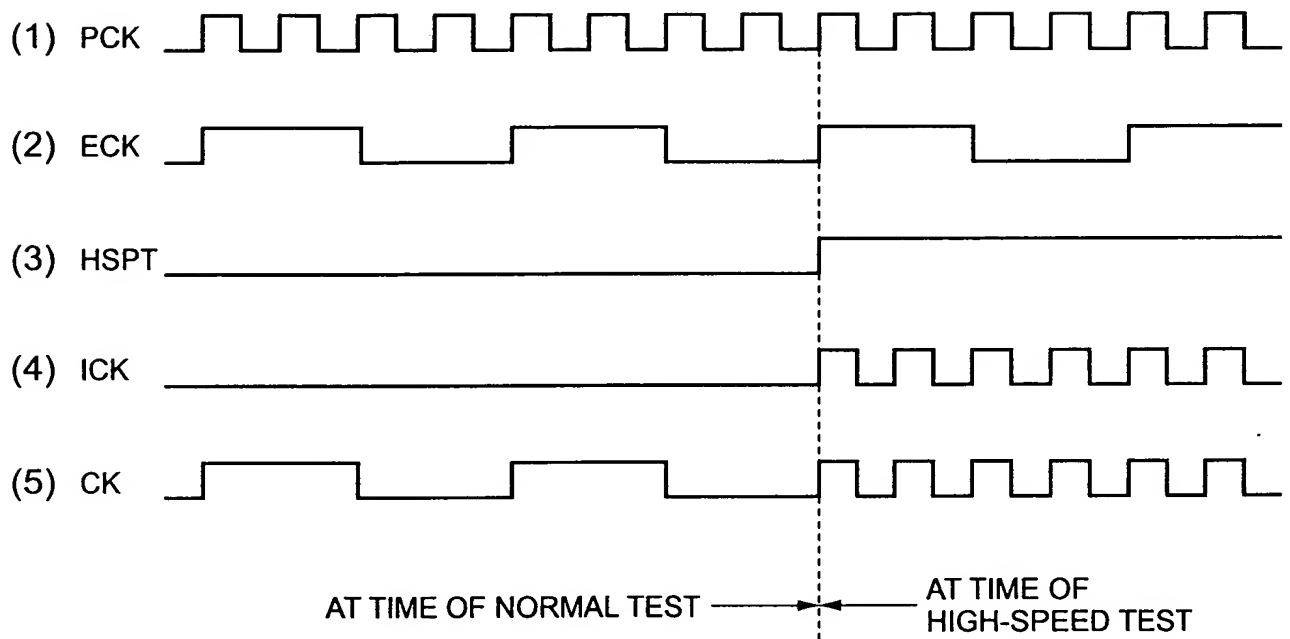 (1) PCK
(2) ECK
(3) HSPT
(4) ICK
(5) CK
AT TIME OF NORMAL TEST
AT TIME OF
HIGH-SPEED TEST